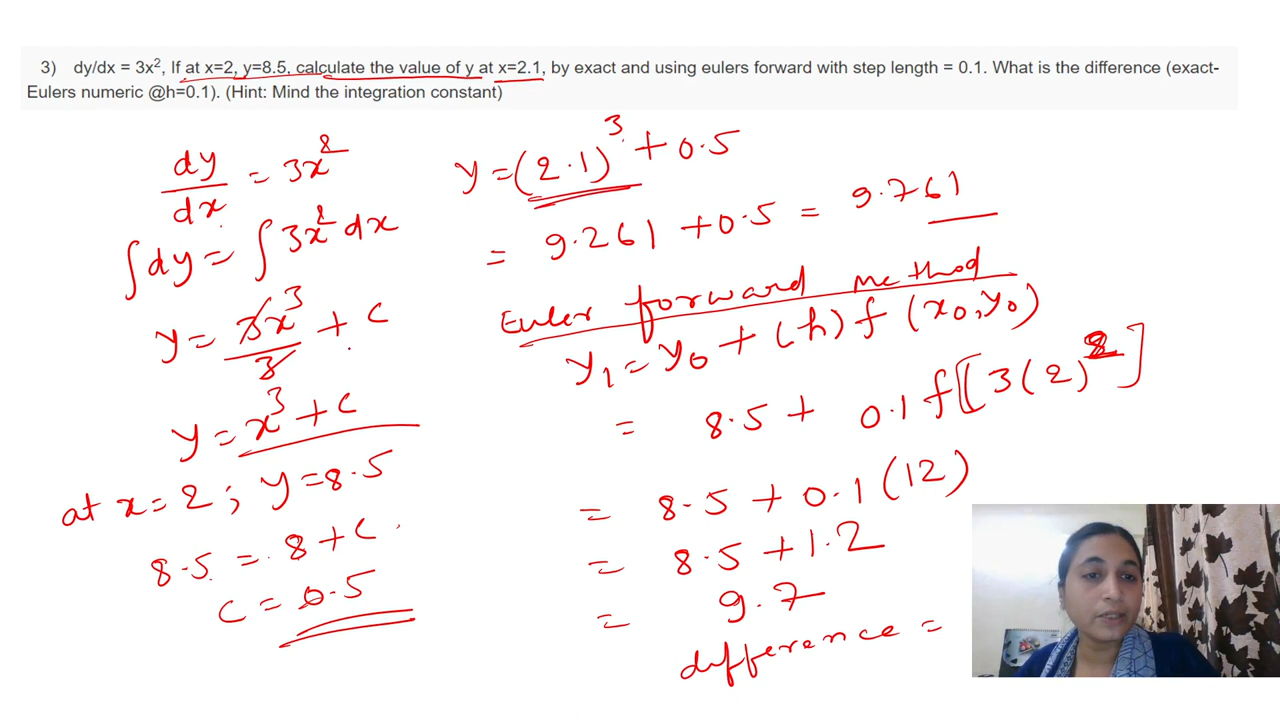 3) dy/dx = 3x², If at x=2, y=8.5, calculate the value of y at x=2.1, by exact and using eulers forward with step length = 0.1. What is the difference (exact-
Eulers numeric @h=0.1). (Hint: Mind the integration constant)
dy/dx = 3x²
∫dy = ∫3x² dx
y = 3x³/3 + c
y = x³ + c
at x = 2 ; y = 8.5
8.5 = 8 + c
c = 0.5
y = (2.1)³ + 0.5
= 9.261 + 0.5 = 9.761
Euler forward Method
y₁ = y₀ + (h) f (x₀, y₀)
= 8.5 + 0.1 f[3(2)²]
= 8.5 + 0.1 (12)
= 8.5 + 1.2
= 9.7
difference =